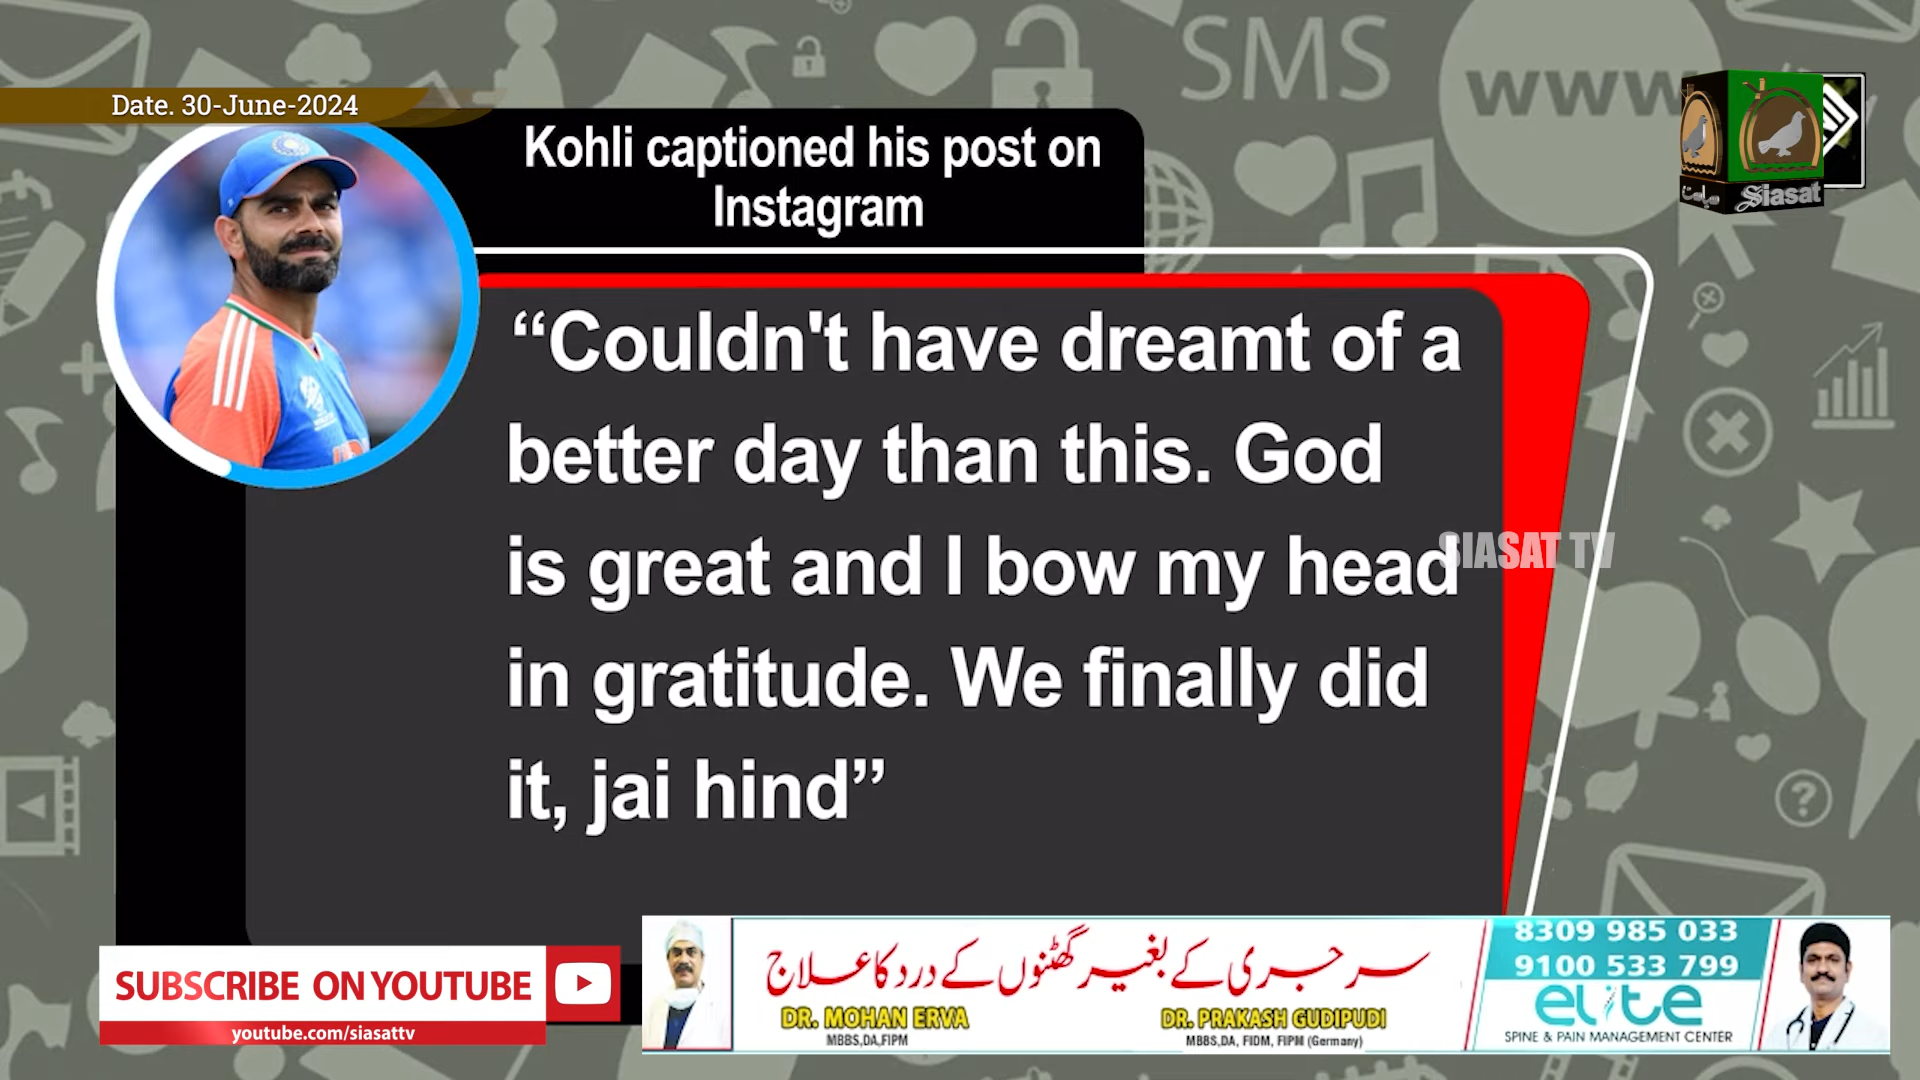 SMS
www
Date. 30-June-2024
Kohli captioned his post on
Instagram
سیاست
Siasat
“Couldn't have dreamt of a
better day than this. God
is great and I bow my head
in gratitude. We finally did
it, jai hind”
SIASAT TV
SUBSCRIBE ON YOUTUBE
youtube.com/siasattv
سرجری کے بغیر گھٹنوں کے درد کا علاج
DR. MOHAN ERVA
MBBS,DA,FIPM
DR. PRAKASH GUDIPUDI
MBBS,DA, FIDM, FIPM (Germany)
8309 985 033
9100 533 799
elite
SPINE & PAIN MANAGEMENT CENTER